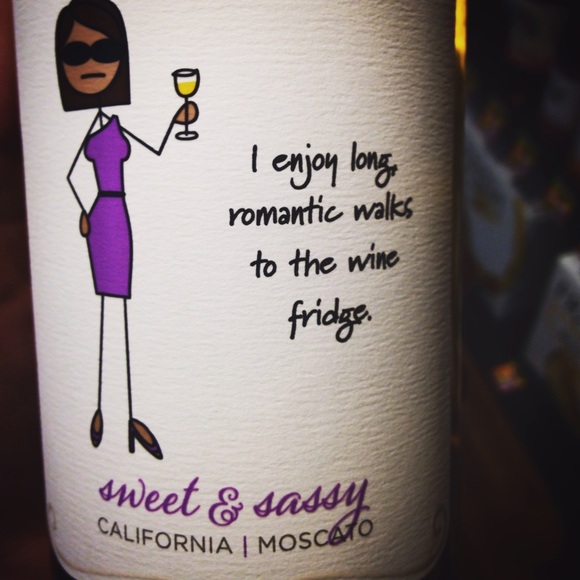 I enjoy long,
romantic walks
to the wine
fridge.
sweet & sassy
CALIFORNIA | MOSCATO